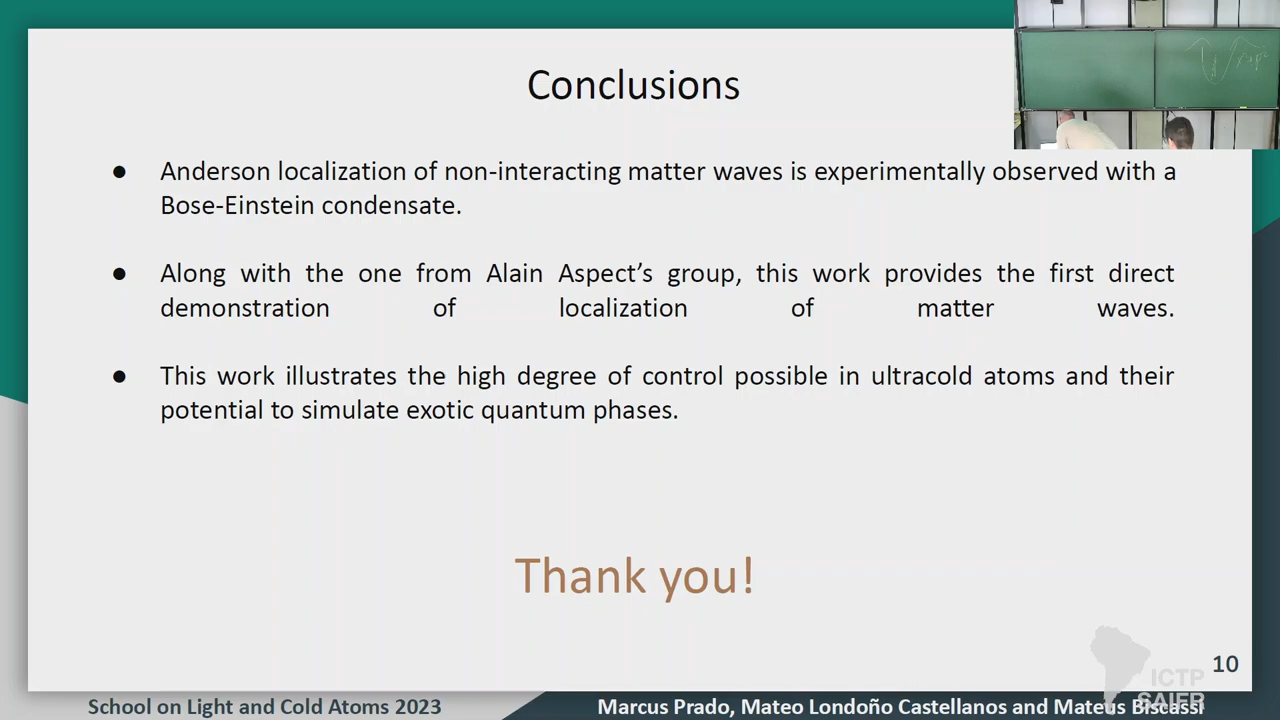 Conclusions
● Anderson localization of non-interacting matter waves is experimentally observed with a
Bose-Einstein condensate.
● Along with the one from Alain Aspect’s group, this work provides the first direct
demonstration of localization of matter waves.
● This work illustrates the high degree of control possible in ultracold atoms and their
potential to simulate exotic quantum phases.
Thank you!
10
ICTP
SAIFR
School on Light and Cold Atoms 2023
Marcus Prado, Mateo Londoño Castellanos and Mateus Biscassi